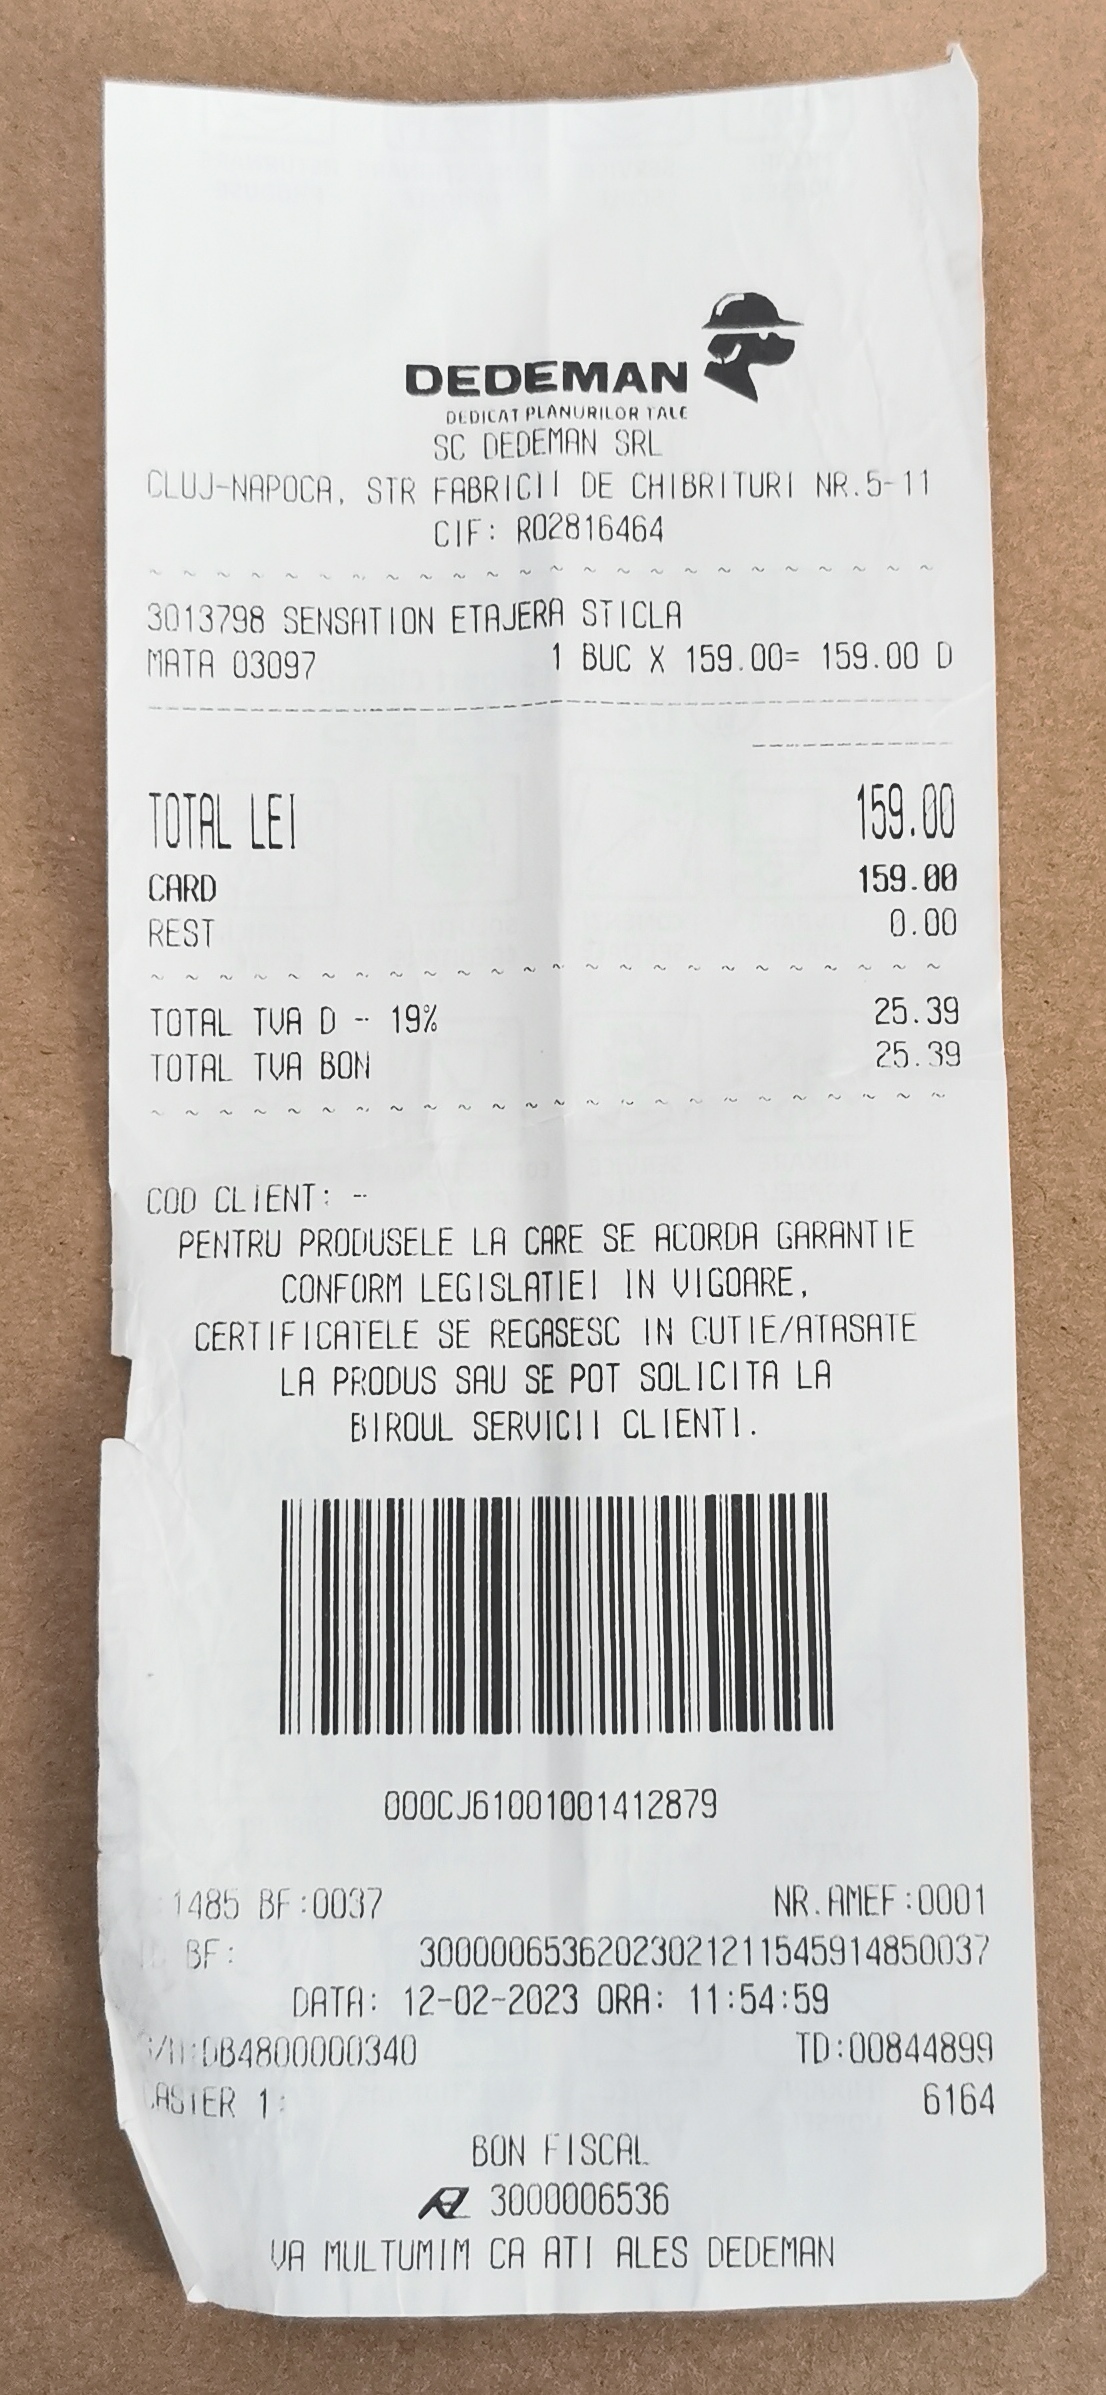 DEDEMAN
DEDICAT PLANURILOR TALE
SC DEDEMAN SRL
CLUJ-NAPOCA, STR FABRICII DE CHIBRITURI NR.5-11
CIF: RO2816464
3013798 SENSATION ETAJERA STICLA
MATA 03097 1 BUC X 159.00= 159.00 D
TOTAL LEI 159.00
CARD 159.00
REST 0.00
TOTAL TVA D - 19% 25.39
TOTAL TVA BON 25.39
COD CLIENT: -
PENTRU PRODUSELE LA CARE SE ACORDA GARANTIE
CONFORM LEGISLATIEI IN VIGOARE,
CERTIFICATELE SE REGASESC IN CUTIE/ATASATE
LA PRODUS SAU SE POT SOLICITA LA
BIROUL SERVICII CLIENTI.
000CJ61001001412879
1485 BF:0037 NR.AMEF:0001
BF: 30000065362023021211545914850037
DATA: 12-02-2023 ORA: 11:54:59
DB4800000340 TD:00844899
1: 6164
BON FISCAL
3000006536
VA MULTUMIM CA ATI ALES DEDEMAN